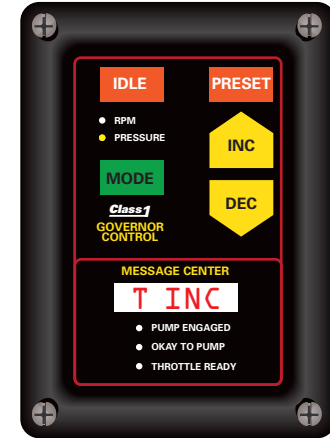 IDLE
PRESET
RPM
PRESSURE
INC
MODE
DEC
Class1
GOVERNOR
CONTROL
MESSAGE CENTER
T INC
PUMP ENGAGED
OKAY TO PUMP
THROTTLE READY